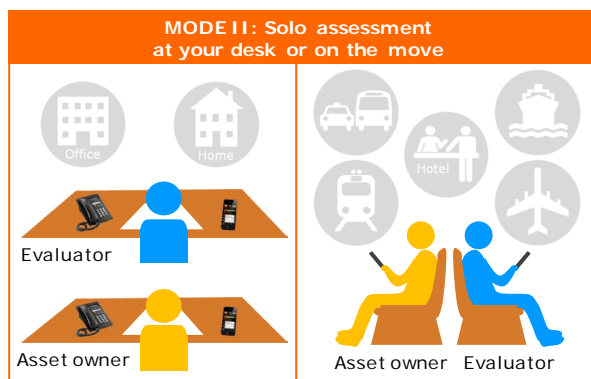 MODE II: Solo assessment
at your desk or on the move
Office
Home
Evaluator
Asset owner
Hotel
Asset owner
Evaluator